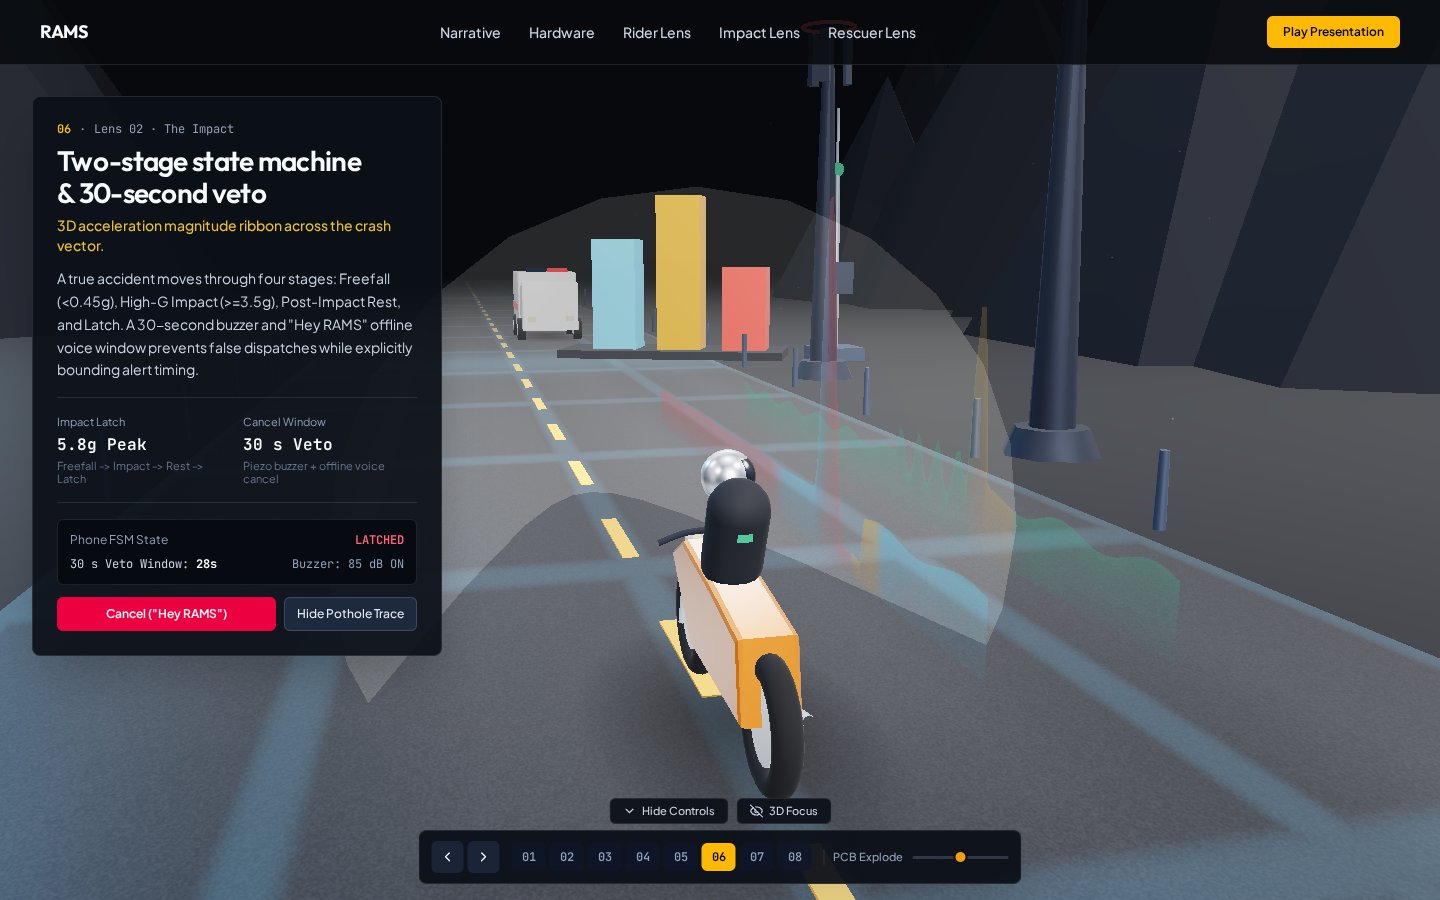 RAMS
Narrative
Hardware
Rider Lens
Impact Lens
Rescuer Lens
Play Presentation
06 · Lens 02 · The Impact
Two-stage state machine
& 30-second veto
3D acceleration magnitude ribbon across the crash
vector.
A true accident moves through four stages: Freefall
(<0.45g), High-G Impact (>=3.5g), Post-Impact Rest,
and Latch. A 30-second buzzer and "Hey RAMS" offline
voice window prevents false dispatches while explicitly
bounding alert timing.
Impact Latch
5.8g Peak
Freefall -> Impact -> Rest ->
Latch
Cancel Window
30 s Veto
Piezo buzzer + offline voice
cancel
Phone FSM State
LATCHED
30 s Veto Window: 28s
Buzzer: 85 dB ON
Cancel ("Hey RAMS")
Hide Pothole Trace
Hide Controls
3D Focus
01 02 03 04 05 06 07 08
PCB Explode